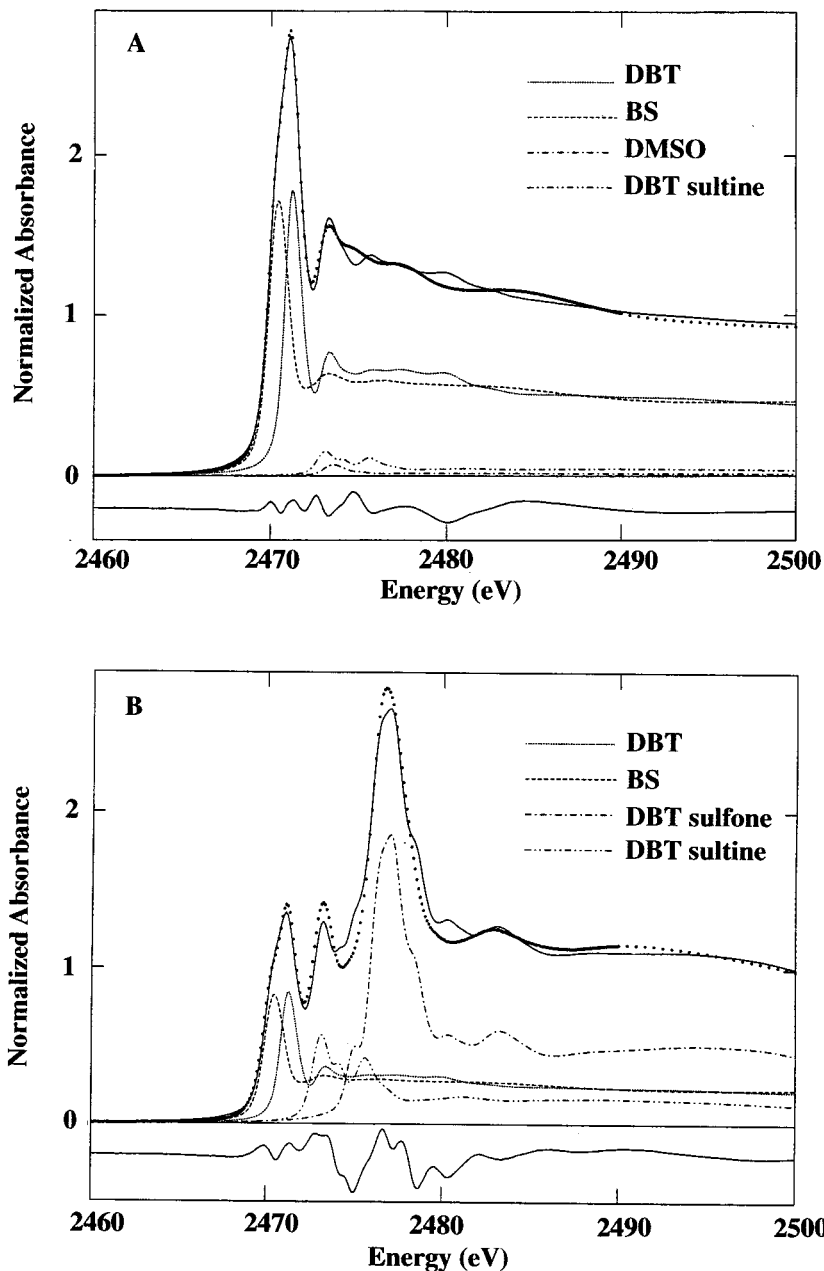 A
DBT
BS
DMSO
DBT sultine
Normalized Absorbance
2
1
0
2460 2470 2480 2490 2500
Energy (eV)
B
DBT
BS
DBT sulfone
DBT sultine
Normalized Absorbance
2
1
0
2460 2470 2480 2490 2500
Energy (eV)